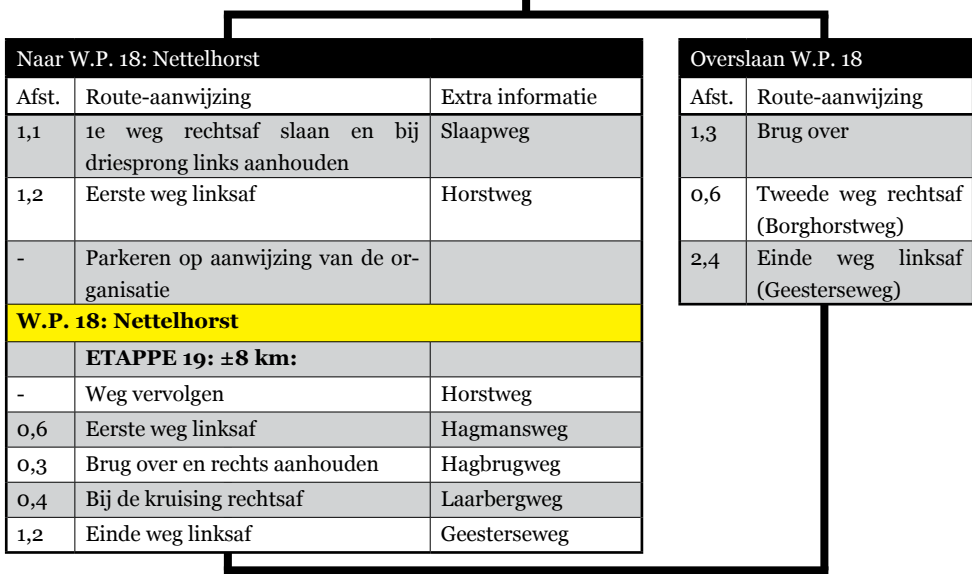 Naar W.P. 18: Nettelhorst
Afst. Route-aanwijzing Extra informatie
1,1 1e weg rechtsaf slaan en bij Slaapweg
driesprong links aanhouden
1,2 Eerste weg linksaf Horstweg
- Parkeren op aanwijzing van de or-
ganisatie
W.P. 18: Nettelhorst
ETAPPE 19: ±8 km:
- Weg vervolgen Horstweg
0,6 Eerste weg linksaf Hagmansweg
0,3 Brug over en rechts aanhouden Hagbrugweg
0,4 Bij de kruising rechtsaf Laarbergweg
1,2 Einde weg linksaf Geesterseweg
Overslaan W.P. 18
Afst. Route-aanwijzing
1,3 Brug over
0,6 Tweede weg rechtsaf
(Borghorstweg)
2,4 Einde weg linksaf
(Geesterseweg)